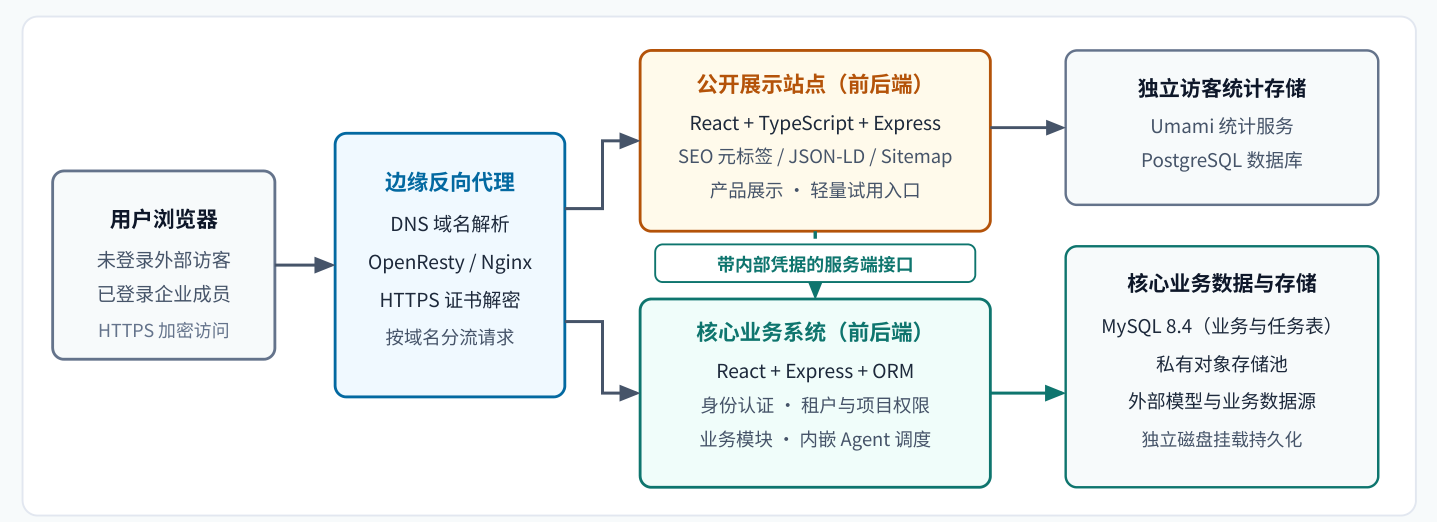 用户浏览器
未登录外部访客
已登录企业成员
HTTPS 加密访问
边缘反向代理
DNS 域名解析
OpenResty / Nginx
HTTPS 证书解密
按域名分流请求
公开展示站点（前后端）
React + TypeScript + Express
SEO 元标签 / JSON-LD / Sitemap
产品展示 · 轻量试用入口
带内部凭据的服务端接口
核心业务系统（前后端）
React + Express + ORM
身份认证 · 租户与项目权限
业务模块 · 内嵌 Agent 调度
独立访客统计存储
Umami 统计服务
PostgreSQL 数据库
核心业务数据与存储
MySQL 8.4（业务与任务表）
私有对象存储池
外部模型与业务数据源
独立磁盘挂载持久化